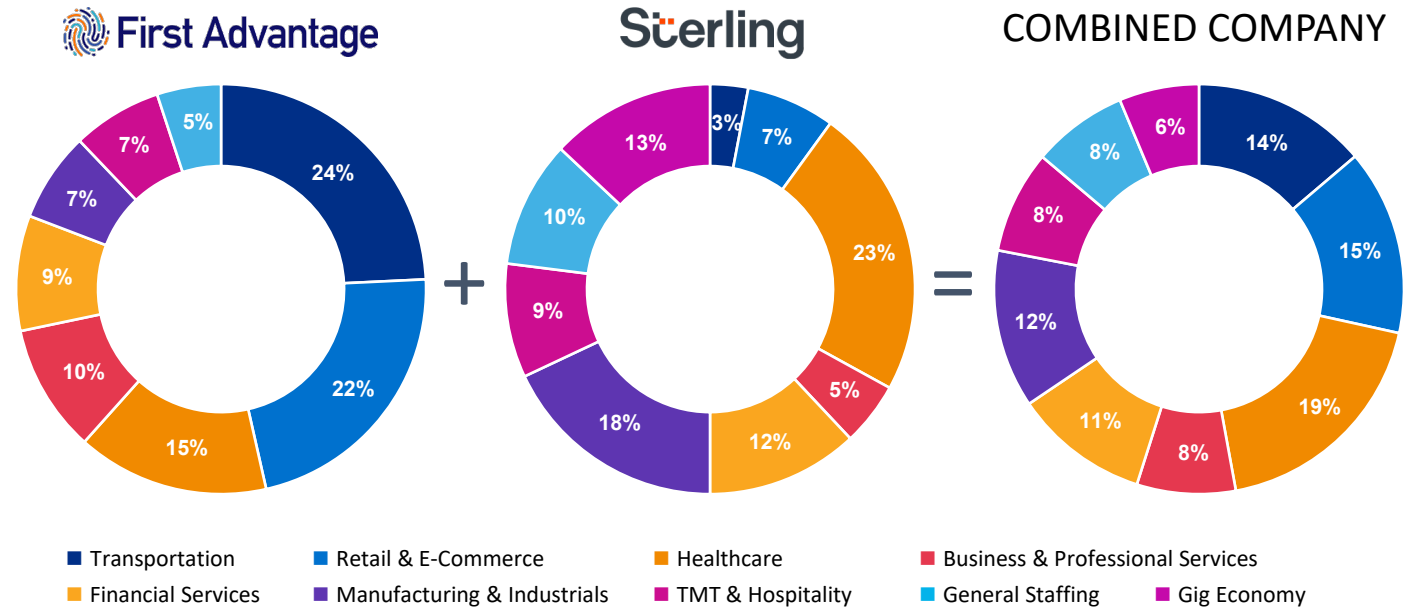 First Advantage
Sterling
COMBINED COMPANY
24%
22%
15%
10%
9%
7%
7%
5%
+
3%
7%
23%
5%
12%
18%
9%
10%
13%
=
14%
15%
19%
8%
11%
12%
8%
8%
6%
Transportation
Retail & E-Commerce
Healthcare
Business & Professional Services
Financial Services
Manufacturing & Industrials
TMT & Hospitality
General Staffing
Gig Economy